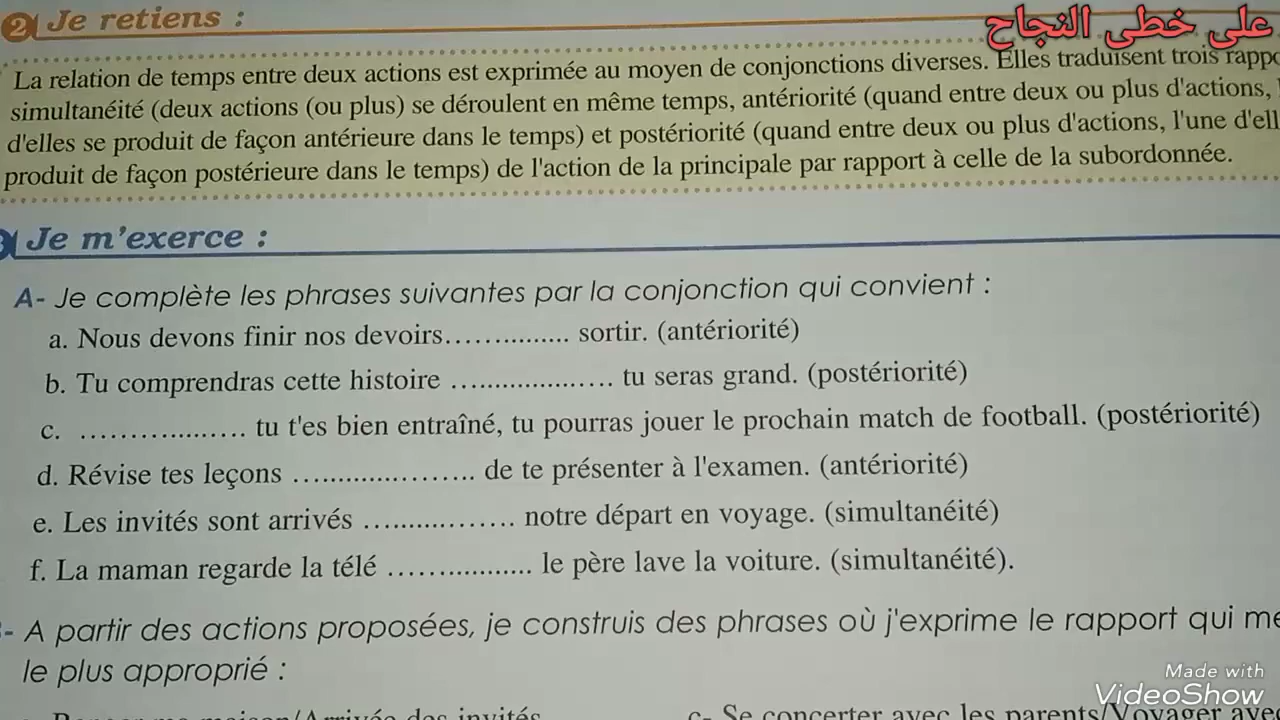 على خطى النجاح
2 Je retiens :
La relation de temps entre deux actions est exprimée au moyen de conjonctions diverses. Elles traduisent trois
simultanéité (deux actions (ou plus) se déroulent en même temps, antériorité (quand entre deux ou plus d'actions,
d'elles se produit de façon antérieure dans le temps) et postériorité (quand entre deux ou plus d'actions, l'une
produit de façon postérieure dans le temps) de l'action de la principale par rapport à celle de la subordonnée.
Je m'exerce :
A- Je complète les phrases suivantes par la conjonction qui convient :
a. Nous devons finir nos devoirs................ sortir. (antériorité)
b. Tu comprendras cette histoire ..................... tu seras grand. (postériorité)
c. ..................... tu t'es bien entraîné, tu pourras jouer le prochain match de football. (postériorité)
d. Révise tes leçons ....................... de te présenter à l'examen. (antériorité)
e. Les invités sont arrivés ................... notre départ en voyage. (simultanéité)
f. La maman regarde la télé ................... le père lave la voiture. (simultanéité).
- A partir des actions proposées, je construis des phrases où j'exprime le rapport qui
le plus approprié :
des invités
c- Se concerter avec les parents/Voyager
Made with
VideoShow